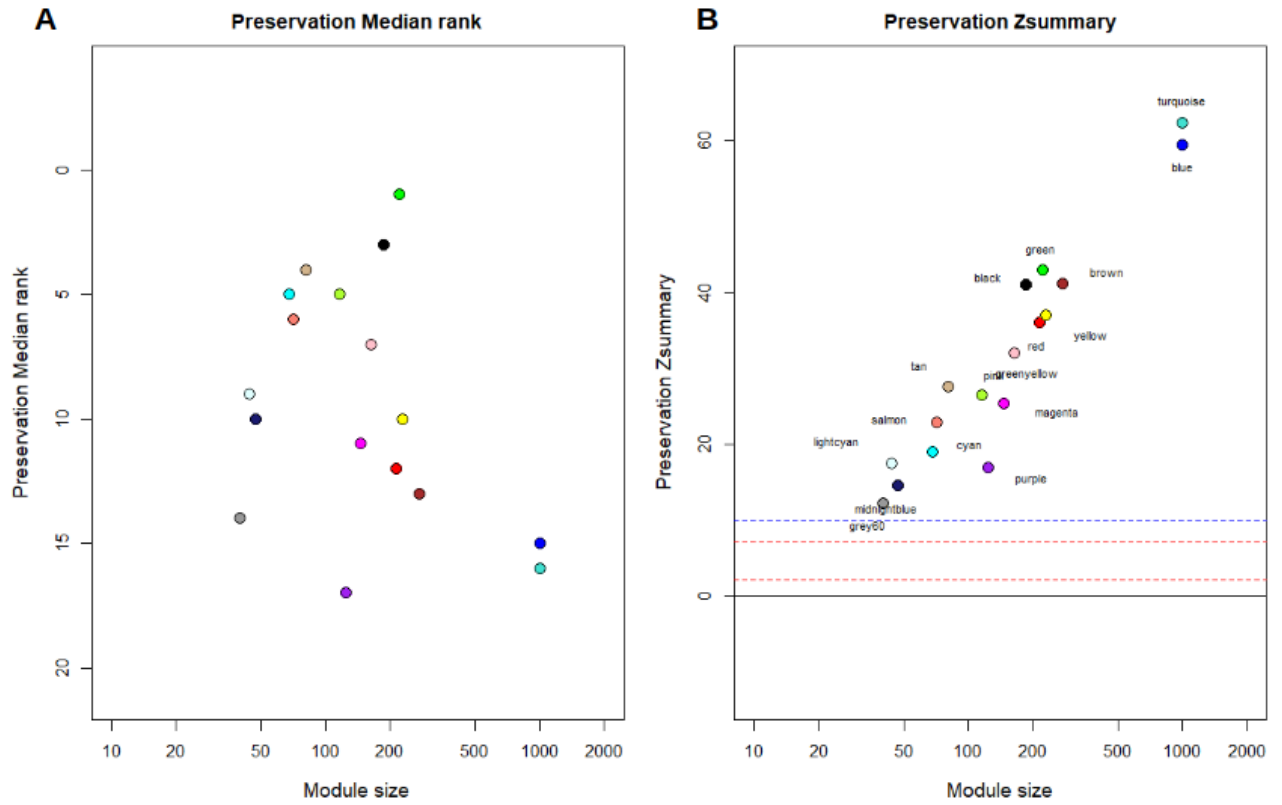 A
Preservation Median rank
Preservation Median rank
0
5
10
15
20
10 20 50 100 200 500 1000 2000
Module size
B
Preservation Zsummary
Preservation Zsummary
60
40
20
0
turquoise
blue
green
black
brown
yellow
red
tan
pink
greenyellow
magenta
salmon
lightcyan
cyan
purple
midnightblue
grey60
10 20 50 100 200 500 1000 2000
Module size